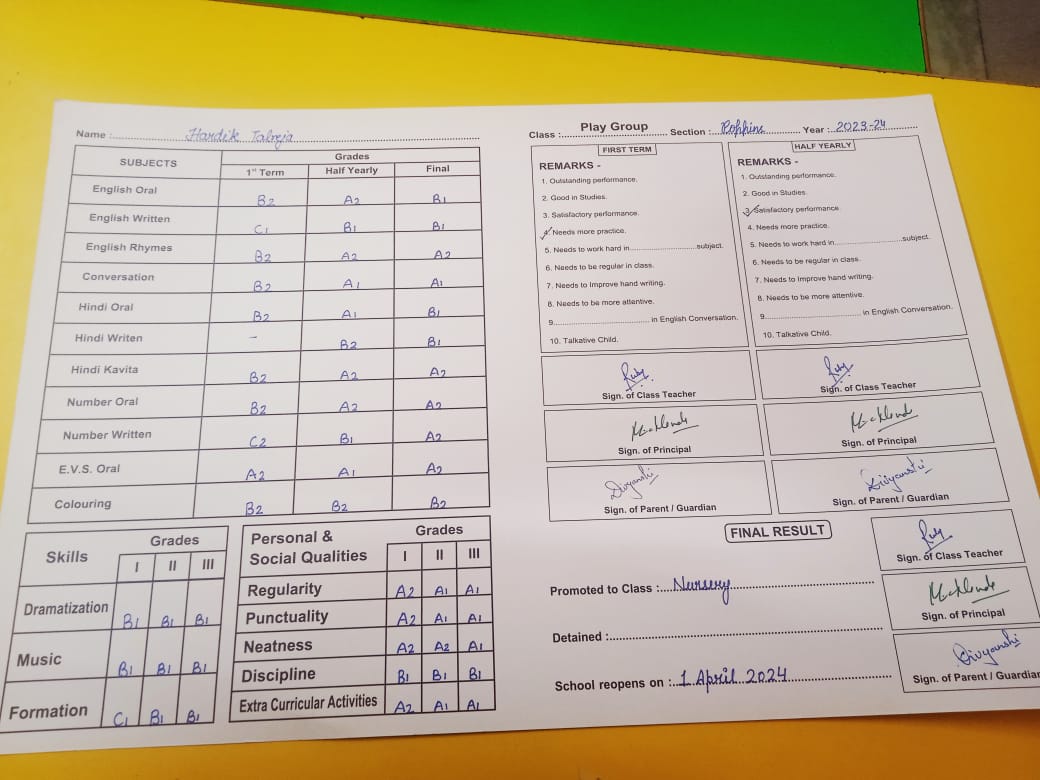 Name :.......... Hardik Talreja
SUBJECTS Grades
1st Term Half Yearly Final
English Oral B2 A2 B1
English Written C1 B1 B1
English Rhymes B2 A2 A2
Conversation B2 A1 A1
Hindi Oral B2 A1 B1
Hindi Writen - B2 B1
Hindi Kavita B2 A2 A2
Number Oral B2 A2 A2
Number Written C2 B1 A2
E.V.S. Oral A2 A1 A2
Colouring B2 B2 B2
Skills Grades
I II III
Dramatization B1 B1 B1
Music B1 B1 B1
Formation C1 B1 B1
Personal & Social Qualities Grades
I II III
Regularity A2 A1 A1
Punctuality A2 A1 A1
Neatness A2 A2 A1
Discipline B1 B1 B1
Extra Curricular Activities A2 A1 A1
Class :.......... Play Group Section : Poppins Year : 2023-24
FIRST TERM
REMARKS -
1. Outstanding performance.
2. Good in Studies.
3. Satisfactory performance.
4. Needs more practice.
5. Needs to work hard in..........subject.
6. Needs to be regular in class.
7. Needs to Improve hand writing.
8. Needs to be more attentive.
9.......... in English Conversation.
10. Talkative Child.
Sign. of Class Teacher
Sign. of Principal
Divyanshi
Sign. of Parent / Guardian
HALF YEARLY
REMARKS -
1. Outstanding performance.
2. Good in Studies.
3. Satisfactory performance.
4. Needs more practice.
5. Needs to work hard in..........subject.
6. Needs to be regular in class.
7. Needs to Improve hand writing.
8. Needs to be more attentive.
9.......... in English Conversation.
10. Talkative Child.
Sign. of Class Teacher
Sign. of Principal
Divyanshi
Sign. of Parent / Guardian
FINAL RESULT
Promoted to Class :.... Nursery
Detained :..........
School reopens on : 1 April 2024
Sign. of Class Teacher
Sign. of Principal
Divyanshi
Sign. of Parent / Guardian